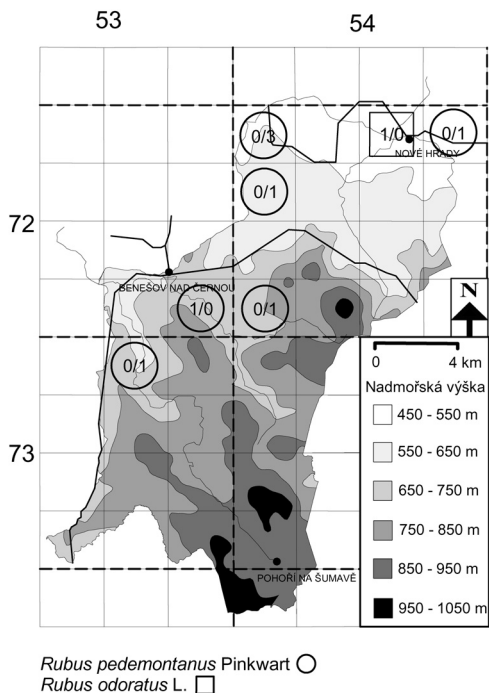 53 54
0/3 1/0 0/1
NOVÉ HRADY
0/1
72
BENEŠOV NAD ČERNOU
1/0 0/1
N
0 4 km
0/1
Nadmořská výška
450 - 550 m
550 - 650 m
73
650 - 750 m
750 - 850 m
850 - 950 m
POHOŘÍ NA ŠUMAVĚ
950 - 1050 m
Rubus pedemontanus Pinkwart
Rubus odoratus L.